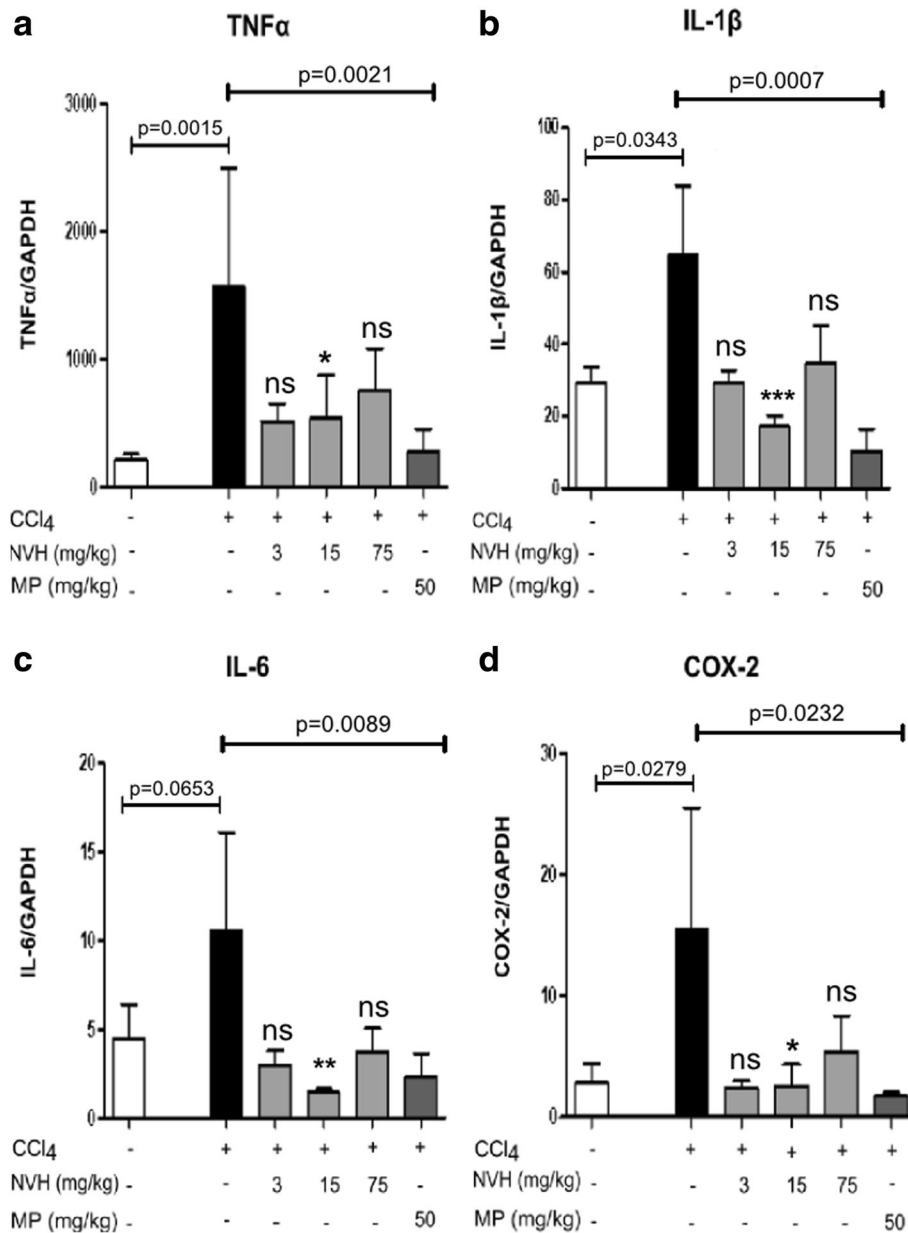 a
TNFα
p=0.0021
p=0.0015
3000
2000
1000
0
TNFα/GAPDH
ns
*
ns
CCl4 - + + + + +
NVH (mg/kg) - - 3 15 75 -
MP (mg/kg) - - - - - 50
b
IL-1β
p=0.0007
p=0.0343
100
80
60
40
20
0
IL-1β/GAPDH
ns
***
ns
CCl4 - + + + + +
NVH (mg/kg) - - 3 15 75 -
MP (mg/kg) - - - - - 50
c
IL-6
p=0.0089
p=0.0653
20
15
10
5
0
IL-6/GAPDH
ns
**
ns
CCl4 - + + + + +
NVH (mg/kg) - - 3 15 75 -
MP (mg/kg) - - - - - 50
d
COX-2
p=0.0232
p=0.0279
30
20
10
0
COX-2/GAPDH
ns
*
ns
CCl4 - + + + + +
NVH (mg/kg) - - 3 15 75 -
MP (mg/kg) - - - - - 50